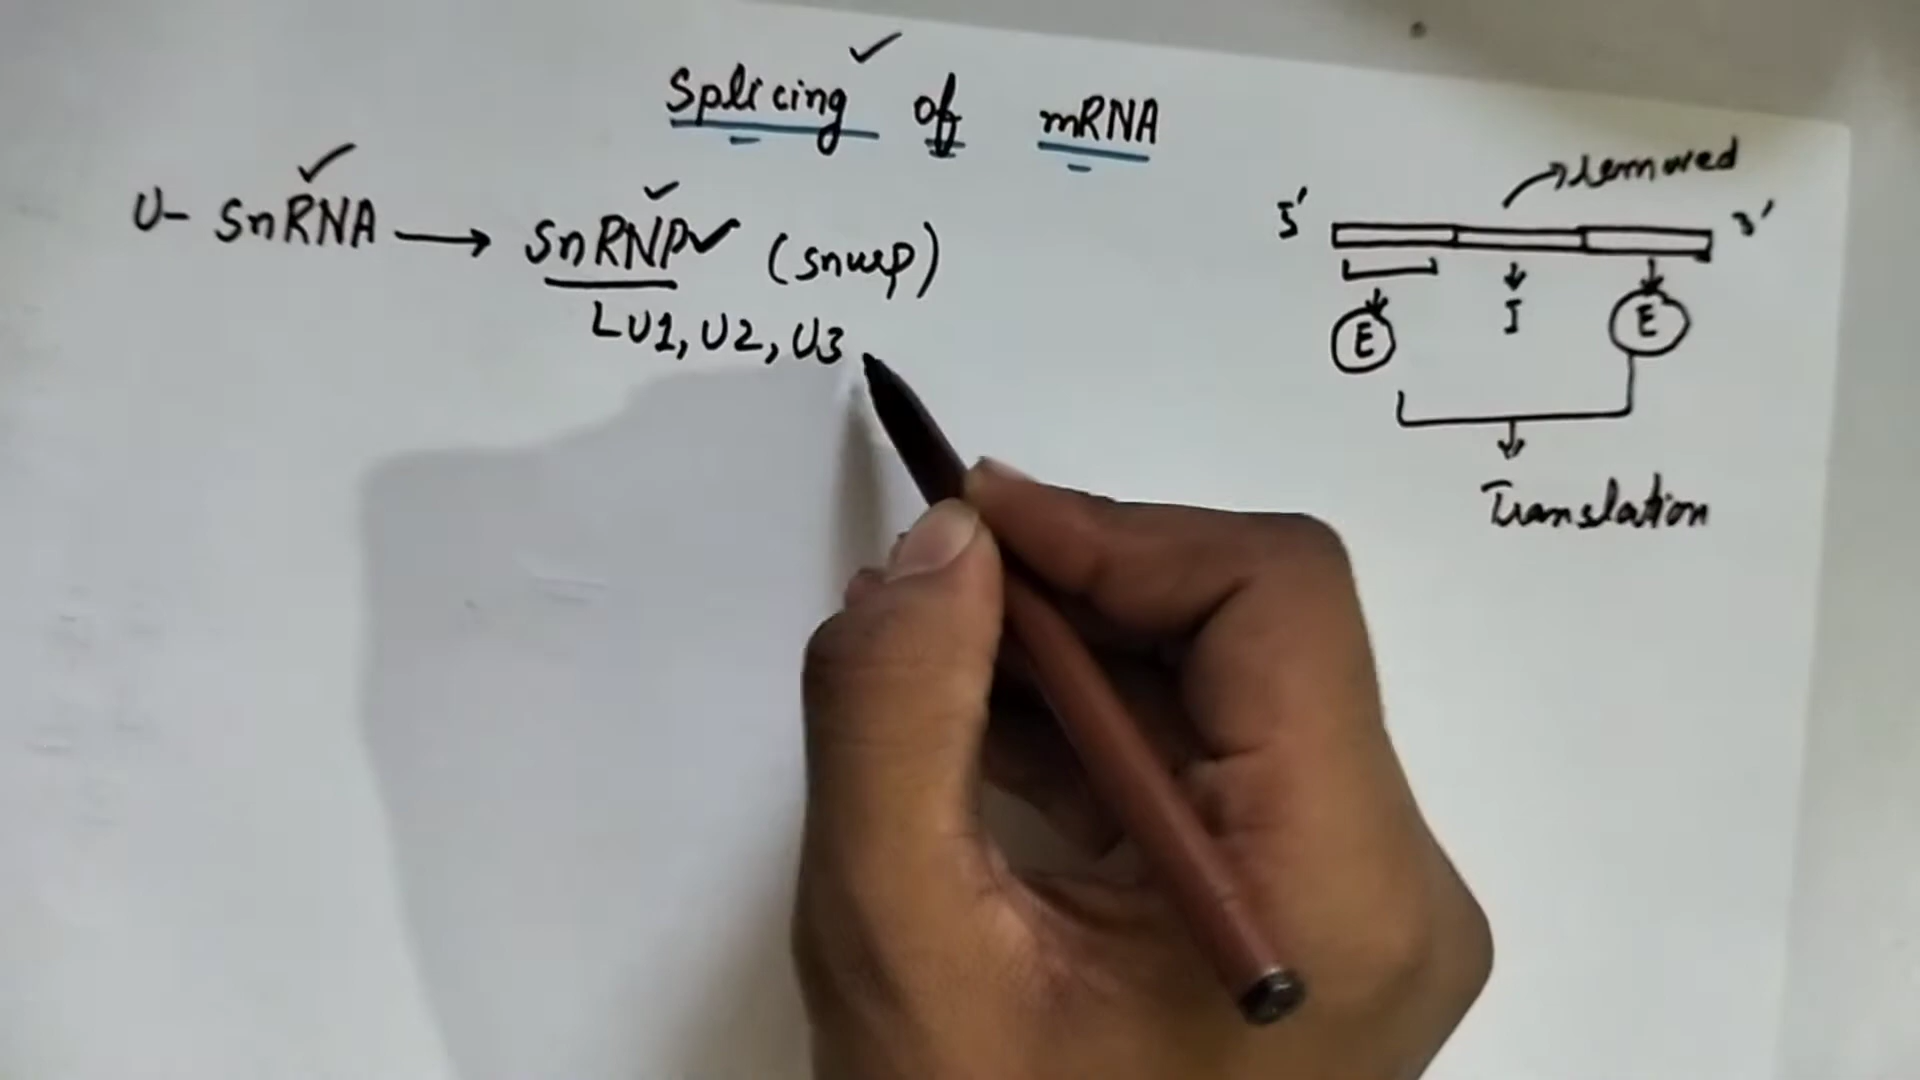 Splicing of mRNA
U- SnRNA → SnRNP (snurp)
U1, U2, U3
removed
5' 3'
E I E
Translation